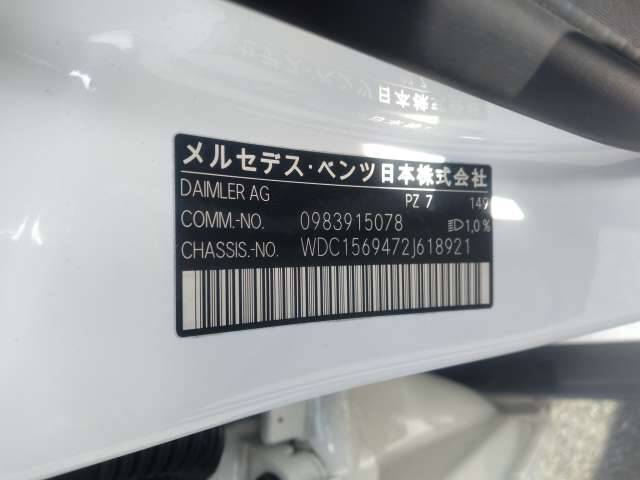 メルセデス・ベンツ日本株式会社
DAIMLER AG PZ 7 149
COMM.-NO. 0983915078 1,0%
CHASSIS.-NO. WDC1569472J618921